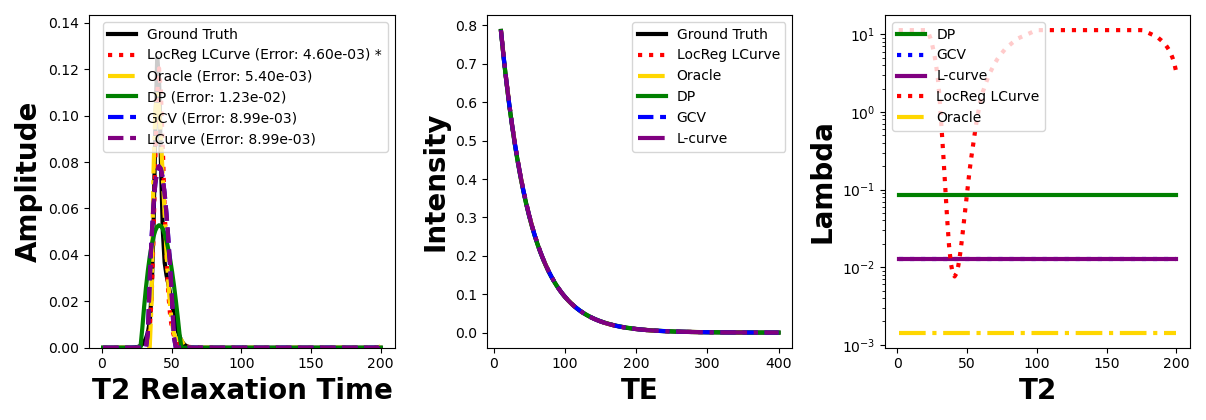 0.14
0.12
0.10
0.08
0.06
0.04
0.02
0.00
Amplitude
Ground Truth
LocReg LCurve (Error: 4.60e-03) *
Oracle (Error: 5.40e-03)
DP (Error: 1.23e-02)
GCV (Error: 8.99e-03)
LCurve (Error: 8.99e-03)
0 50 100 150 200
T2 Relaxation Time
0.8
0.7
0.6
0.5
0.4
0.3
0.2
0.1
0.0
Intensity
Ground Truth
LocReg LCurve
Oracle
DP
GCV
L-curve
0 100 200 300 400
TE
10¹
10⁰
10⁻¹
10⁻²
10⁻³
Lambda
DP
GCV
L-curve
LocReg LCurve
Oracle
0 50 100 150 200
T2